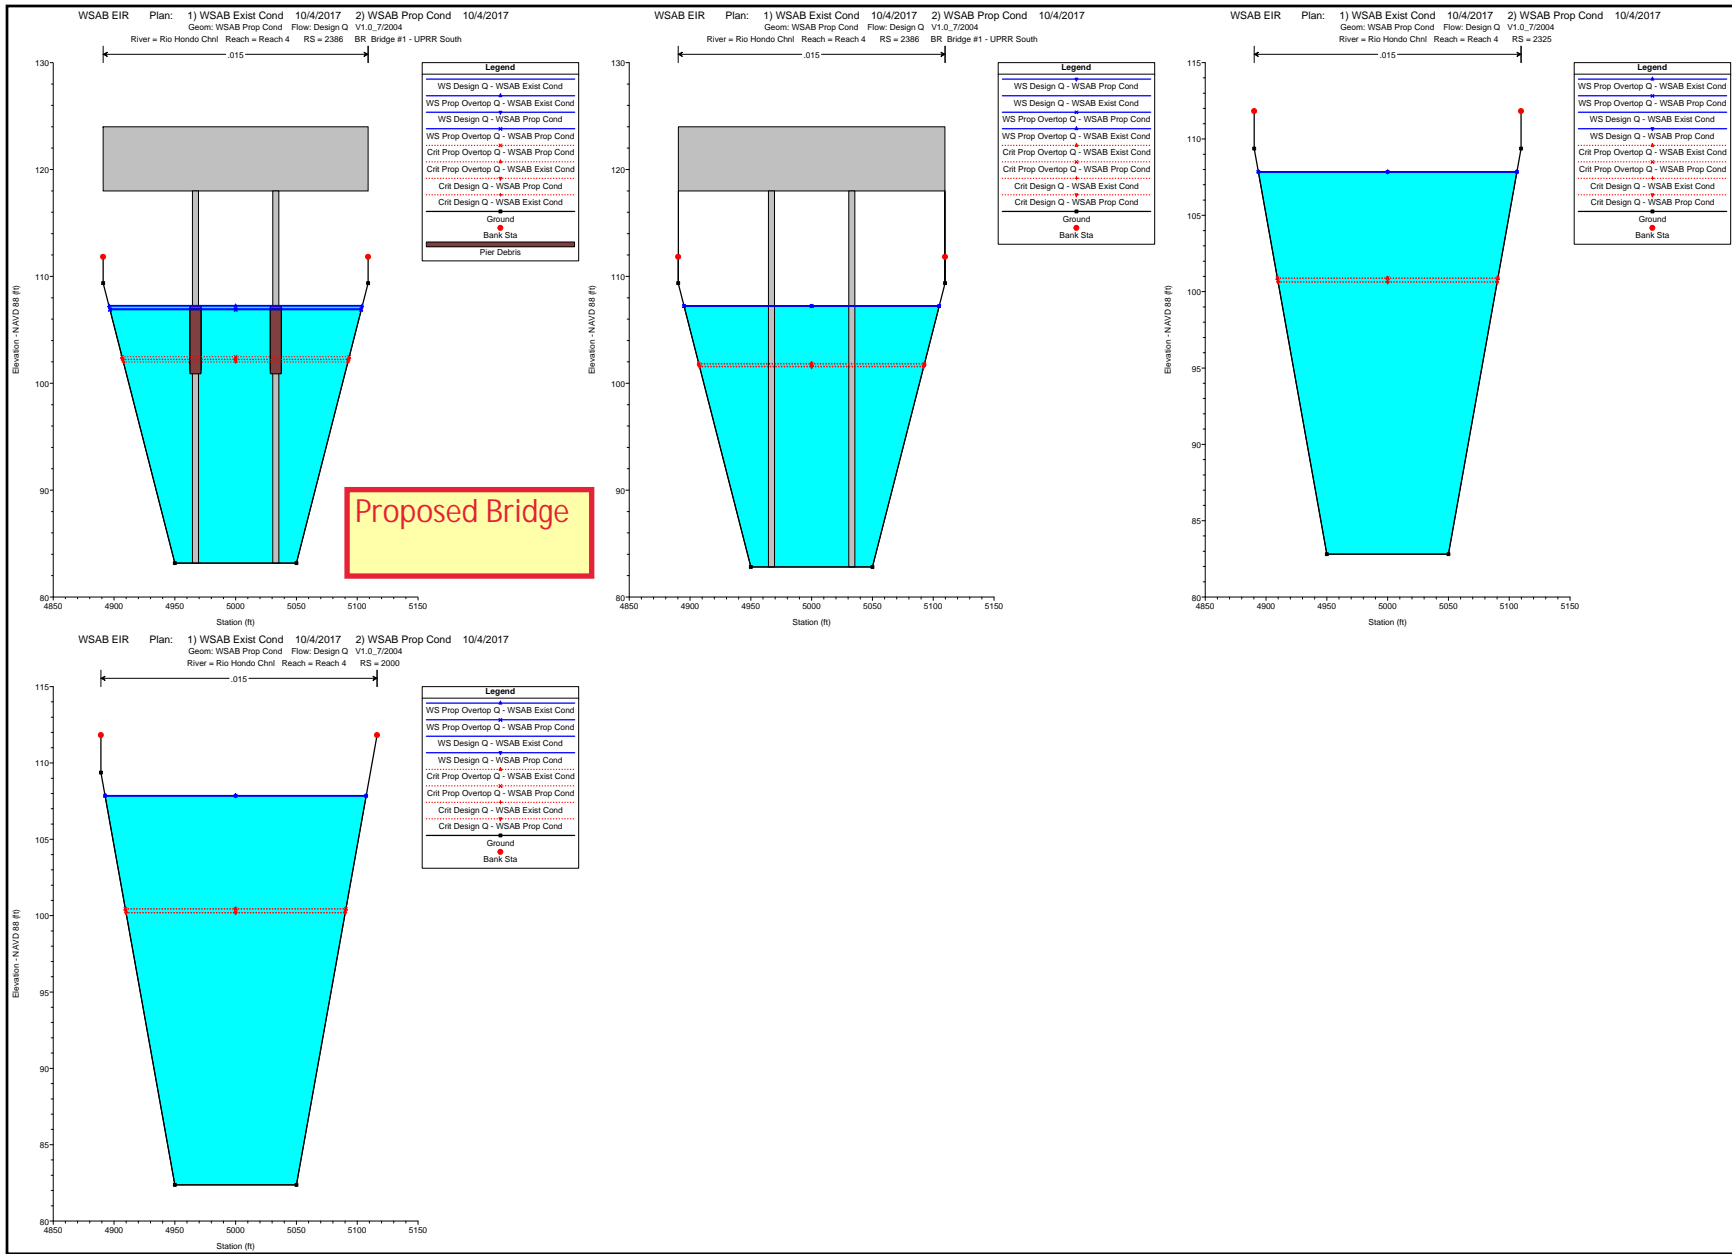 WSAB EIR Plan: 1) WSAB Exist Cond 10/4/2017 2) WSAB Prop Cond 10/4/2017
Geom: WSAB Prop Cond Flow: Design Q V1.0_7/2004
River = Rio Hondo Chnl Reach = Reach 4 RS = 2386 BR Bridge #1 - UPRR South
.015
130
120
110
100
90
80
Elevation - NAVD 88 (ft)
4850 4900 4950 5000 5050 5100 5150
Station (ft)
Legend
WS Design Q - WSAB Exist Cond
WS Prop Overtop Q - WSAB Exist Cond
WS Design Q - WSAB Prop Cond
WS Prop Overtop Q - WSAB Prop Cond
Crit Prop Overtop Q - WSAB Prop Cond
Crit Prop Overtop Q - WSAB Exist Cond
Crit Design Q - WSAB Prop Cond
Crit Design Q - WSAB Exist Cond
Ground
Bank Sta
Pier Debris
Proposed Bridge
WSAB EIR Plan: 1) WSAB Exist Cond 10/4/2017 2) WSAB Prop Cond 10/4/2017
Geom: WSAB Prop Cond Flow: Design Q V1.0_7/2004
River = Rio Hondo Chnl Reach = Reach 4 RS = 2386 BR Bridge #1 - UPRR South
.015
130
120
110
100
90
80
Elevation - NAVD 88 (ft)
4850 4900 4950 5000 5050 5100 5150
Station (ft)
Legend
WS Design Q - WSAB Prop Cond
WS Design Q - WSAB Exist Cond
WS Prop Overtop Q - WSAB Prop Cond
WS Prop Overtop Q - WSAB Exist Cond
Crit Prop Overtop Q - WSAB Exist Cond
Crit Prop Overtop Q - WSAB Prop Cond
Crit Design Q - WSAB Exist Cond
Crit Design Q - WSAB Prop Cond
Ground
Bank Sta
WSAB EIR Plan: 1) WSAB Exist Cond 10/4/2017 2) WSAB Prop Cond 10/4/2017
Geom: WSAB Prop Cond Flow: Design Q V1.0_7/2004
River = Rio Hondo Chnl Reach = Reach 4 RS = 2325
.015
115
110
105
100
95
90
85
80
Elevation - NAVD 88 (ft)
4850 4900 4950 5000 5050 5100 5150
Station (ft)
Legend
WS Prop Overtop Q - WSAB Exist Cond
WS Prop Overtop Q - WSAB Prop Cond
WS Design Q - WSAB Exist Cond
WS Design Q - WSAB Prop Cond
Crit Prop Overtop Q - WSAB Exist Cond
Crit Prop Overtop Q - WSAB Prop Cond
Crit Design Q - WSAB Exist Cond
Crit Design Q - WSAB Prop Cond
Ground
Bank Sta
WSAB EIR Plan: 1) WSAB Exist Cond 10/4/2017 2) WSAB Prop Cond 10/4/2017
Geom: WSAB Prop Cond Flow: Design Q V1.0_7/2004
River = Rio Hondo Chnl Reach = Reach 4 RS = 2000
.015
115
110
105
100
95
90
85
80
Elevation - NAVD 88 (ft)
4850 4900 4950 5000 5050 5100 5150
Station (ft)
Legend
WS Prop Overtop Q - WSAB Exist Cond
WS Prop Overtop Q - WSAB Prop Cond
WS Design Q - WSAB Exist Cond
WS Design Q - WSAB Prop Cond
Crit Prop Overtop Q - WSAB Exist Cond
Crit Prop Overtop Q - WSAB Prop Cond
Crit Design Q - WSAB Exist Cond
Crit Design Q - WSAB Prop Cond
Ground
Bank Sta